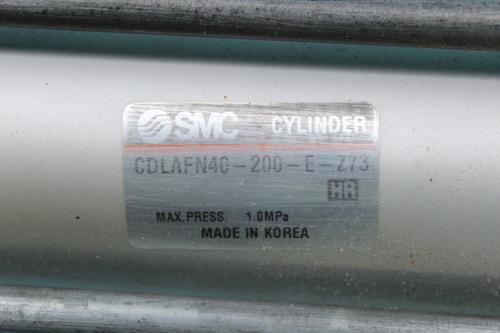 SMC CYLINDER
CDLAFN40-200-E-Z73
HR
MAX.PRESS. 1.0MPa
MADE IN KOREA